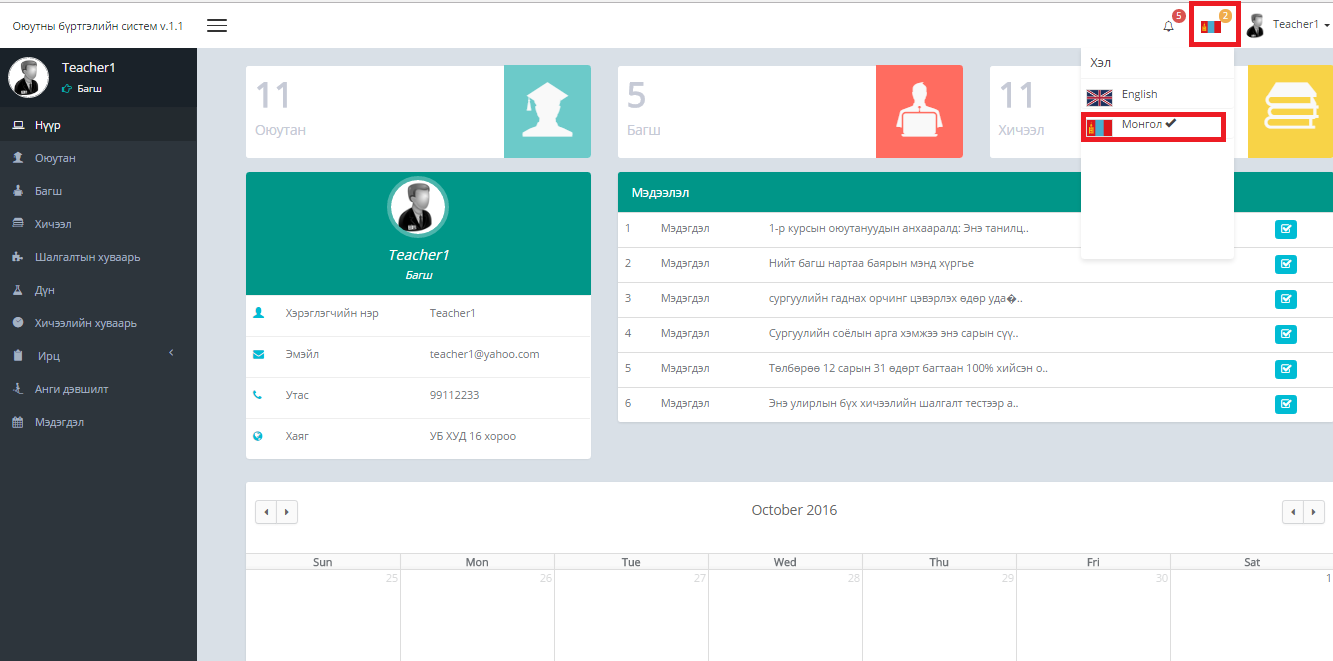 Оюутны бүртгэлийн систем v.1.1
5
2
Teacher1
Teacher1
Багш
Нүүр
Оюутан
Багш
Хичээл
Шалгалтын хуваарь
Дүн
Хичээлийн хуваарь
Ирц
Анги дэвшилт
Мэдэгдэл
11
Оюутан
5
Багш
11
Хичээл
Хэл
English
Монгол
Teacher1
Багш
Хэрэглэгчийн нэр Teacher1
Эмэйл teacher1@yahoo.com
Утас 99112233
Хаяг УБ ХУД 16 хороо
Мэдээлэл
1 Мэдэгдэл 1-р курсын оюутануудын анхааралд: Энэ танилц..
2 Мэдэгдэл Нийт багш нартаа баярын мэнд хүргье
3 Мэдэгдэл сургуулийн гаднах орчинг цэвэрлэх өдөр уда�..
4 Мэдэгдэл Сургуулийн соёлын арга хэмжээ энэ сарын сүү..
5 Мэдэгдэл Төлбөрөө 12 сарын 31 өдөрт багтаан 100% хийсэн о..
6 Мэдэгдэл Энэ улирлын бүх хичээлийн шалгалт тестээр а..
October 2016
Sun Mon Tue Wed Thu Fri Sat
25 26 27 28 29 30 1